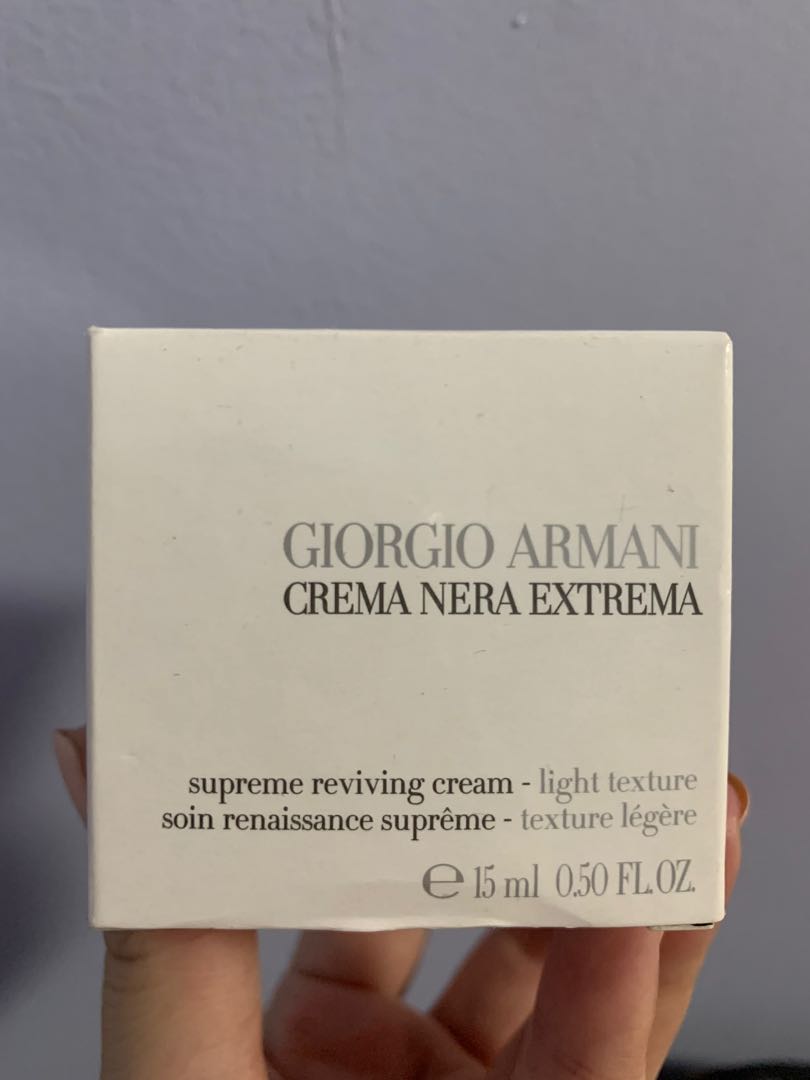 GIORGIO ARMANI
CREMA NERA EXTREMA
supreme reviving cream - light texture
soin renaissance suprême - texture légère
℮ 15 ml 0.50 FL.OZ.